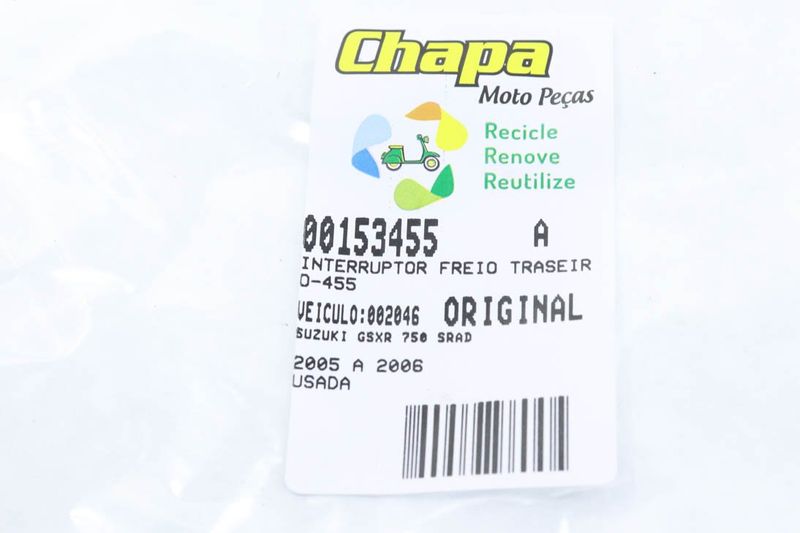 Chapa
Moto Peças
Recicle
Renove
Reutilize
00153455 A
INTERRUPTOR FREIO TRASEIR
O-455
VEICULO:002046 ORIGINAL
SUZUKI GSXR 750 SRAD
2005 A 2006
USADA